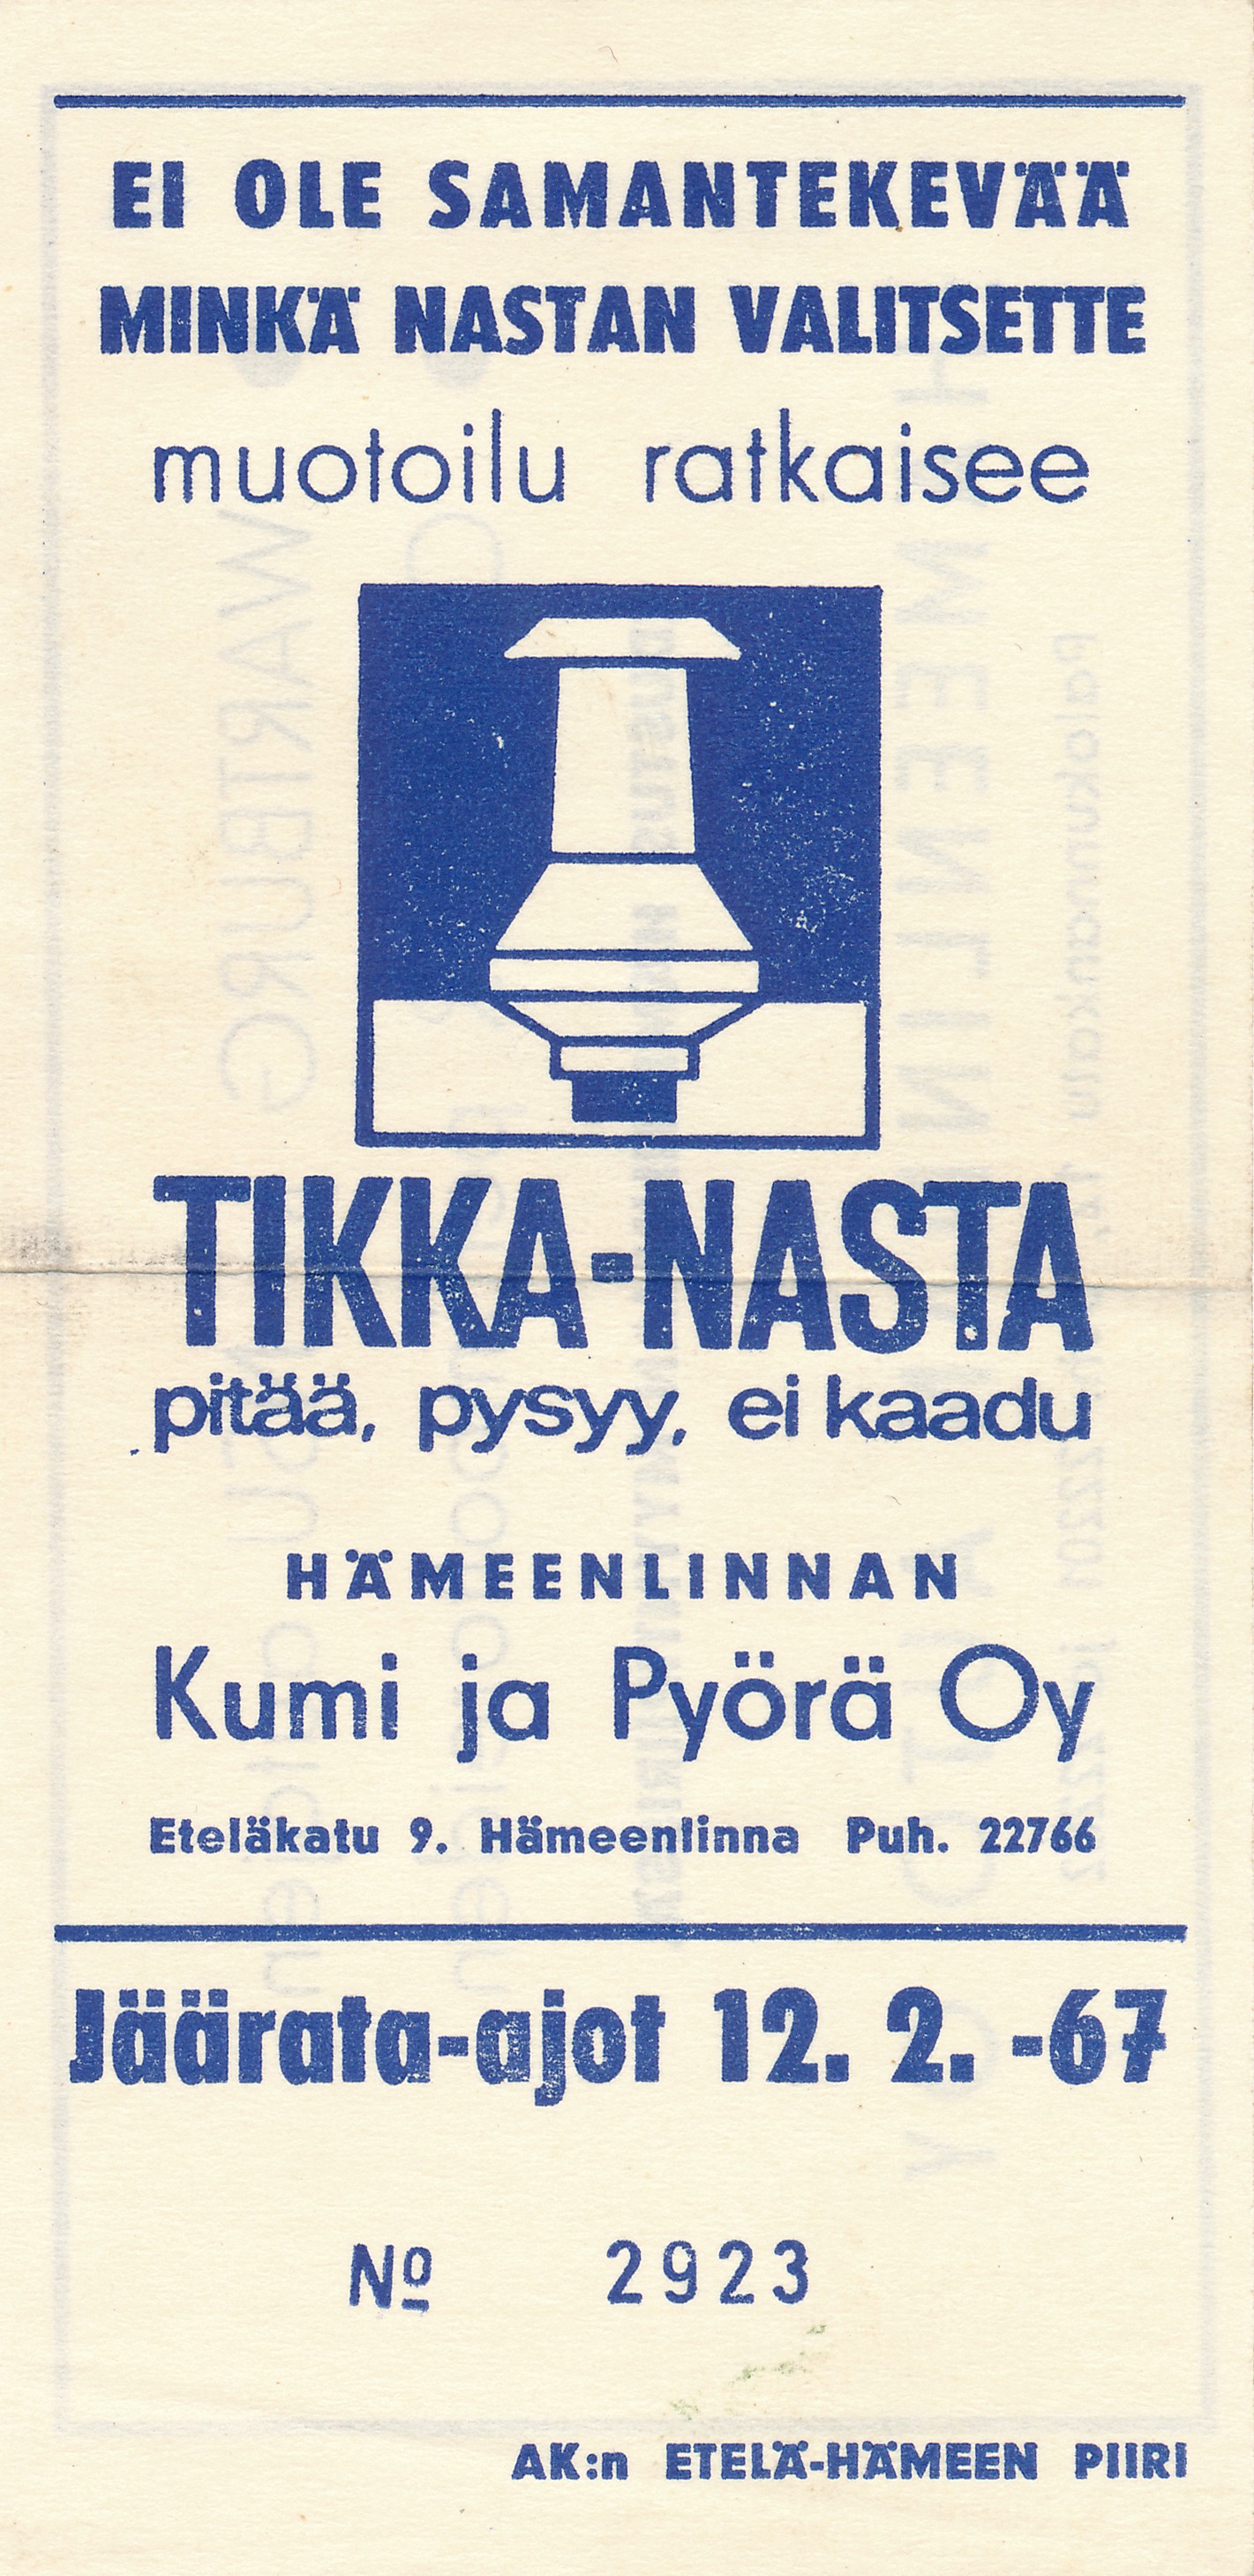 EI OLE SAMANTEKEVÄÄ
MINKÄ NASTAN VALITSETTE
muotoilu ratkaisee
TIKKA-NASTA
pitää, pysyy, ei kaadu
HÄMEENLINNAN
Kumi ja Pyörä Oy
Eteläkatu 9. Hämeenlinna Puh. 22766
Jäärata-ajot 12. 2. -67
Nº 2923
AK:n ETELÄ-HÄMEEN PIIRI